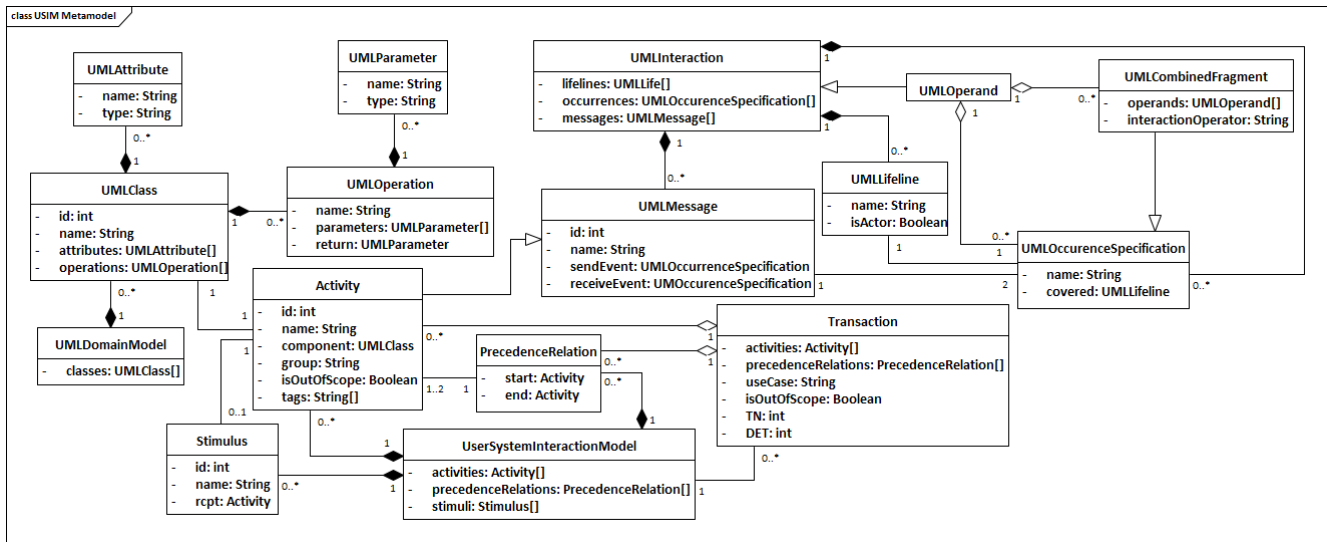 class USIM Metamodel
UMLAttribute
- name: String
- type: String
0..*
1
UMLParameter
- name: String
- type: String
0..*
1
UMLClass
- id: int
- name: String
- attributes: UMLAttribute[]
- operations: UMLOperation[]
1
0..*
0..*
1
1
1
UMLOperation
- name: String
- parameters: UMLParameter[]
- return: UMLParameter
UMLDomainModel
- classes: UMLClass[]
UMLInteraction
- lifelines: UMLLife[]
- occurrences: UMLOccurenceSpecification[]
- messages: UMLMessage[]
1
1
1
0..*
0..*
0..*
UMLOperand
1
1
0..*
0..*
UMLCombinedFragment
- operands: UMLOperand[]
- interactionOperator: String
UMLLifeline
- name: String
- isActor: Boolean
1
1
UMLMessage
- id: int
- name: String
- sendEvent: UMLOccurrenceSpecification
- receiveEvent: UMOccurenceSpecification
1
2
UMLOccurenceSpecification
- name: String
- covered: UMLLifeline
Activity
- id: int
- name: String
- component: UMLClass
- group: String
- isOutOfScope: Boolean
- tags: String[]
1
0..1
0..*
1
1..2
1
0..*
1
PrecedenceRelation
- start: Activity
- end: Activity
0..*
1
0..*
1
Transaction
- activities: Activity[]
- precedenceRelations: PrecedenceRelation[]
- useCase: String
- isOutOfScope: Boolean
- TN: int
- DET: int
0..*
1
Stimulus
- id: int
- name: String
- rcpt: Activity
0..*
1
UserSystemInteractionModel
- activities: Activity[]
- precedenceRelations: PrecedenceRelation[]
- stimuli: Stimulus[]